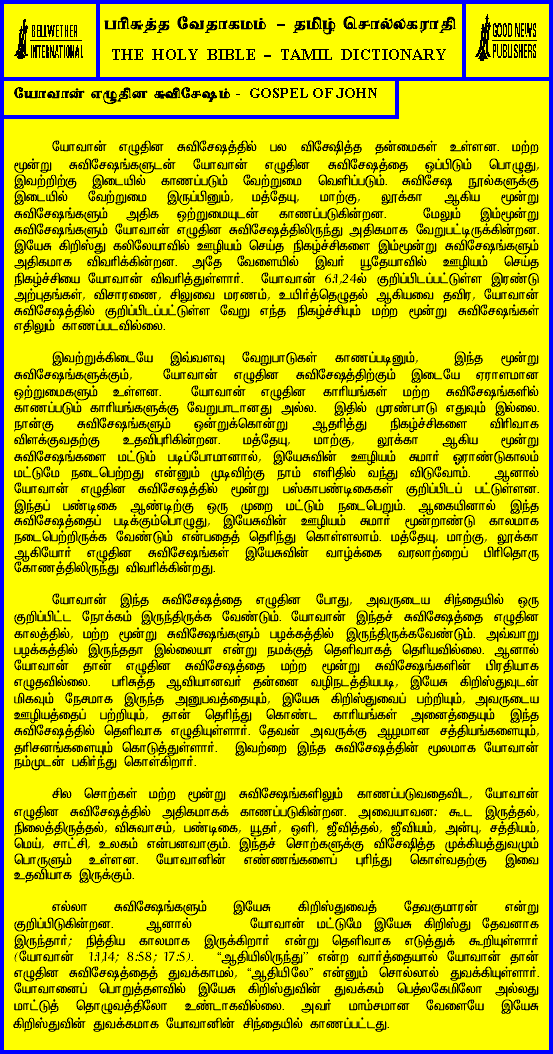 BELLWETHER
INTERNATIONAL
பரிசுத்த வேதாகமம் – தமிழ் சொல்லகராதி
THE HOLY BIBLE – TAMIL DICTIONARY
GOOD NEWS
PUBLISHERS
யோவான் எழுதின சுவிசேஷம் - GOSPEL OF JOHN
யோவான் எழுதின சுவிசேஷத்தில் பல விசேஷித்த தன்மைகள் உள்ளன. மற்ற
மூன்று சுவிசேஷங்களுடன் யோவான் எழுதின சுவிசேஷத்தை ஒப்பிடும் பொழுது,
இவற்றிற்கு இடையில் காணப்படும் வேற்றுமை வெளிப்படும். சுவிசேஷ நூல்களுக்கு
இடையில் வேற்றுமை இருப்பினும், மத்தேயு, மாற்கு, லூக்கா ஆகிய மூன்று
சுவிசேஷங்களும் அதிக ஒற்றுமையுடன் காணப்படுகின்றன. மேலும் இம்மூன்று
சுவிசேஷங்களும் யோவான் எழுதின சுவிசேஷத்திலிருந்து அதிகமாக வேறுபட்டிருக்கின்றன.
இயேசு கிறிஸ்து கலிலேயாவில் ஊழியம் செய்த நிகழ்ச்சிகளை இம்மூன்று சுவிசேஷங்களும்
அதிகமாக விவரிக்கின்றன. அதே வேளையில் இவர் யூதேயாவில் ஊழியம் செய்த
நிகழ்ச்சியை யோவான் விவரித்துள்ளார். யோவான் 6:1,24ல் குறிப்பிடப்பட்டுள்ள இரண்டு
அற்புதங்கள், விசாரணை, சிலுவை மரணம், உயிர்த்தெழுதல் ஆகியவை தவிர, யோவான்
சுவிசேஷத்தில் குறிப்பிடப்பட்டுள்ள வேறு எந்த நிகழ்ச்சியும் மற்ற மூன்று சுவிசேஷங்கள்
எதிலும் காணப்படவில்லை.
இவற்றுக்கிடையே இவ்வளவு வேறுபாடுகள் காணப்படினும், இந்த மூன்று
சுவிசேஷங்களுக்கும், யோவான் எழுதின சுவிசேஷத்திற்கும் இடையே ஏராளமான
ஒற்றுமைகளும் உள்ளன. யோவான் எழுதின காரியங்கள் மற்ற சுவிசேஷங்களில்
காணப்படும் காரியங்களுக்கு வேறுபாடானது அல்ல. இதில் முரண்பாடு எதுவும் இல்லை.
நான்கு சுவிசேஷங்களும் ஒன்றுக்கொன்று ஆதரித்து நிகழ்ச்சிகளை விரிவாக
விளக்குவதற்கு உதவிபுரிகின்றன. மத்தேயு, மாற்கு, லூக்கா ஆகிய மூன்று
சுவிசேஷங்களை மட்டும் படிப்போமானால், இயேசுவின் ஊழியம் சுமார் ஓராண்டுகாலம்
மட்டுமே நடைபெற்றது என்னும் முடிவிற்கு நாம் எளிதில் வந்து விடுவோம். ஆனால்
யோவான் எழுதின சுவிசேஷத்தில் மூன்று பஸ்காபண்டிகைகள் குறிப்பிடப் பட்டுள்ளன.
இந்தப் பண்டிகை ஆண்டிற்கு ஒரு முறை மட்டும் நடைபெறும். ஆகையினால் இந்த
சுவிசேஷத்தைப் படிக்கும்பொழுது, இயேசுவின் ஊழியம் சுமார் மூன்றாண்டு காலமாக
நடைபெற்றிருக்க வேண்டும் என்பதைத் தெரிந்து கொள்ளலாம். மத்தேயு, மாற்கு, லூக்கா
ஆகியோர் எழுதின சுவிசேஷங்கள் இயேசுவின் வாழ்க்கை வரலாற்றைப் பிரிதொரு
கோணத்திலிருந்து விவரிக்கின்றது.
யோவான் இந்த சுவிசேஷத்தை எழுதின போது, அவருடைய சிந்தையில் ஒரு
குறிப்பிட்ட நோக்கம் இருந்திருக்க வேண்டும். யோவான் இந்தச் சுவிசேஷத்தை எழுதின
காலத்தில், மற்ற மூன்று சுவிசேஷங்களும் பழக்கத்தில் இருந்திருக்கவேண்டும். அவ்வாறு
பழக்கத்தில் இருந்ததா இல்லையா என்று நமக்குத் தெளிவாகத் தெரியவில்லை. ஆனால்
யோவான் தான் எழுதின சுவிசேஷத்தை மற்ற மூன்று சுவிசேஷங்களின் பிரதியாக
எழுதவில்லை. பரிசுத்த ஆவியானவர் தன்னை வழிநடத்தியபடி, இயேசு கிறிஸ்துவுடன்
மிகவும் நேசமாக இருந்த அனுபவத்தையும், இயேசு கிறிஸ்துவைப் பற்றியும், அவருடைய
ஊழியத்தைப் பற்றியும், தான் தெரிந்து கொண்ட காரியங்கள் அனைத்தையும் இந்த
சுவிசேஷத்தில் தெளிவாக எழுதியுள்ளார். தேவன் அவருக்கு ஆழமான சத்தியங்களையும்,
தரிசனங்களையும் கொடுத்துள்ளார். இவற்றை இந்த சுவிசேஷத்தின் மூலமாக யோவான்
நம்முடன் பகிர்ந்து கொள்கிறார்.
சில சொற்கள் மற்ற மூன்று சுவிசேஷங்களிலும் காணப்படுவதைவிட, யோவான்
எழுதின சுவிசேஷத்தில் அதிகமாகக் காணப்படுகின்றன. அவையாவன: கூட இருத்தல்,
நிலைத்திருத்தல், விசுவாசம், பண்டிகை, யூதர், ஒளி, ஜீவித்தல், ஜீவியம், அன்பு, சத்தியம்,
மெய், சாட்சி, உலகம் என்பனவாகும். இந்தச் சொற்களுக்கு விசேஷித்த முக்கியத்துவமும்
பொருளும் உள்ளன. யோவானின் எண்ணங்களைப் புரிந்து கொள்வதற்கு இவை
உதவியாக இருக்கும்.
எல்லா சுவிசேஷங்களும் இயேசு கிறிஸ்துவைத் தேவகுமாரன் என்று
குறிப்பிடுகின்றன. ஆனால் யோவான் மட்டுமே இயேசு கிறிஸ்து தேவனாக
இருந்தார்; நித்திய காலமாக இருக்கிறார் என்று தெளிவாக எடுத்துக் கூறியுள்ளார்
(யோவான் 1:1,14; 8:58; 17:5). "ஆதியிலிருந்து" என்ற வார்த்தையால் யோவான் தான்
எழுதின சுவிசேஷத்தைத் துவக்காமல், "ஆதியிலே" என்னும் சொல்லால் துவக்கியுள்ளார்.
யோவானைப் பொறுத்தளவில் இயேசு கிறிஸ்துவின் துவக்கம் பெத்லகேமிலோ அல்லது
மாட்டுத் தொழுவத்திலோ உண்டாகவில்லை. அவர் மாம்சமான வேளையே இயேசு
கிறிஸ்துவின் துவக்கமாக யோவானின் சிந்தையில் காணப்பட்டது.